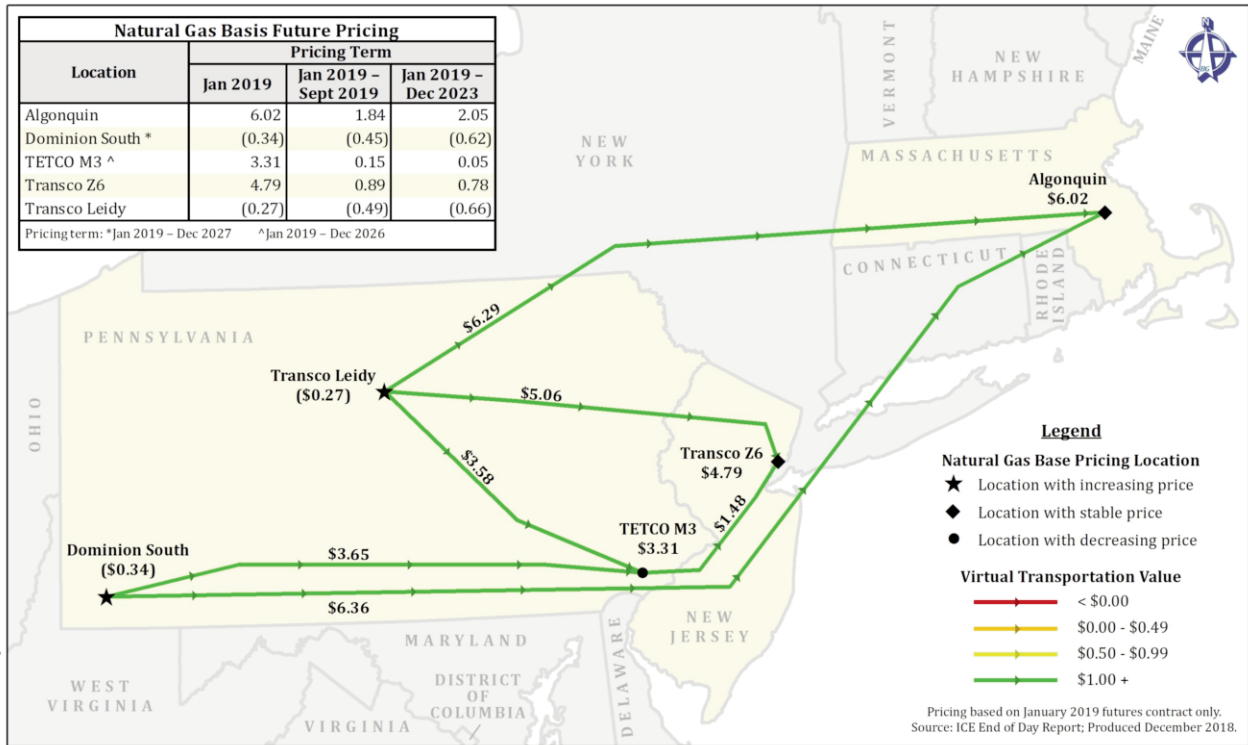 Natural Gas Basis Future Pricing
Location
Pricing Term
Jan 2019
Jan 2019 –
Sept 2019
Jan 2019 –
Dec 2023
Algonquin 6.02 1.84 2.05
Dominion South * (0.34) (0.45) (0.62)
TETCO M3 ^ 3.31 0.15 0.05
Transco Z6 4.79 0.89 0.78
Transco Leidy (0.27) (0.49) (0.66)
Pricing term: *Jan 2019 – Dec 2027 ^Jan 2019 – Dec 2026
MAINE
VERMONT
NEW
HAMPSHIRE
NEW
YORK
MASSACHUSETTS
Algonquin
$6.02
CONNECTICUT
RHODE
ISLAND
PENNSYLVANIA
$6.29
Transco Leidy
($0.27)
$5.06
OHIO
$3.58
Transco Z6
$4.79
$1.48
TETCO M3
$3.31
Dominion South
($0.34)
$3.65
$6.36
NEW
JERSEY
MARYLAND
DELAWARE
WEST
VIRGINIA
DISTRICT
OF
COLUMBIA
VIRGINIA
Legend
Natural Gas Base Pricing Location
Location with increasing price
Location with stable price
Location with decreasing price
Virtual Transportation Value
< $0.00
$0.00 - $0.49
$0.50 - $0.99
$1.00 +
Pricing based on January 2019 futures contract only.
Source: ICE End of Day Report; Produced December 2018.